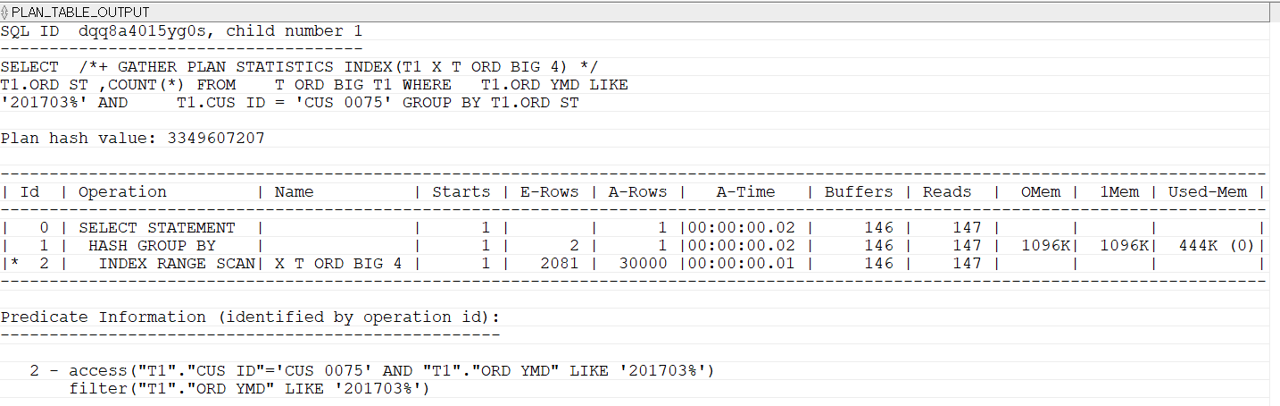 PLAN_TABLE_OUTPUT
SQL ID  dqq8a4015yg0s, child number 1
-------------------------------------
SELECT  /*+ GATHER PLAN STATISTICS INDEX(T1 X T ORD BIG 4) */
T1.ORD ST ,COUNT(*) FROM    T ORD BIG T1 WHERE   T1.ORD YMD LIKE
'201703%' AND     T1.CUS ID = 'CUS 0075' GROUP BY T1.ORD ST
Plan hash value: 3349607207
---------------------------------------------------------------------------------------------------------------------------------
| Id  | Operation         | Name           | Starts | E-Rows | A-Rows |   A-Time   | Buffers | Reads  |  OMem |  1Mem | Used-Mem |
---------------------------------------------------------------------------------------------------------------------------------
|   0 | SELECT STATEMENT  |                |      1 |        |      1 |00:00:00.02 |     146 |    147 |       |       |          |
|   1 |  HASH GROUP BY    |                |      1 |      2 |      1 |00:00:00.02 |     146 |    147 |  1096K|  1096K|  444K (0)|
|*  2 |   INDEX RANGE SCAN| X T ORD BIG 4 |      1 |   2081 |  30000 |00:00:00.01 |     146 |    147 |       |       |          |
---------------------------------------------------------------------------------------------------------------------------------
Predicate Information (identified by operation id):
---------------------------------------------------
2 - access("T1"."CUS ID"='CUS 0075' AND "T1"."ORD YMD" LIKE '201703%')
filter("T1"."ORD YMD" LIKE '201703%')